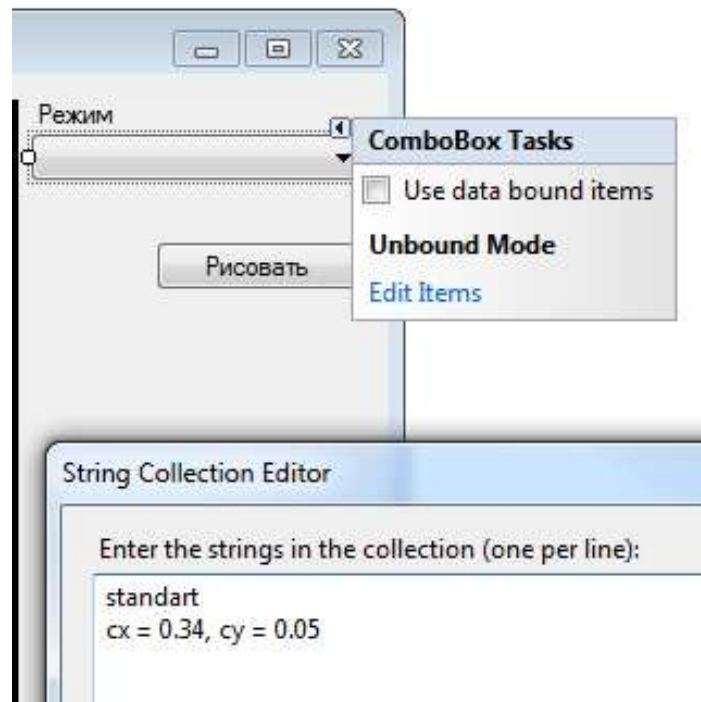 Режим
ComboBox Tasks
Use data bound items
Unbound Mode
Edit Items
Рисовать
String Collection Editor
Enter the strings in the collection (one per line):
standart
cx = 0.34, cy = 0.05